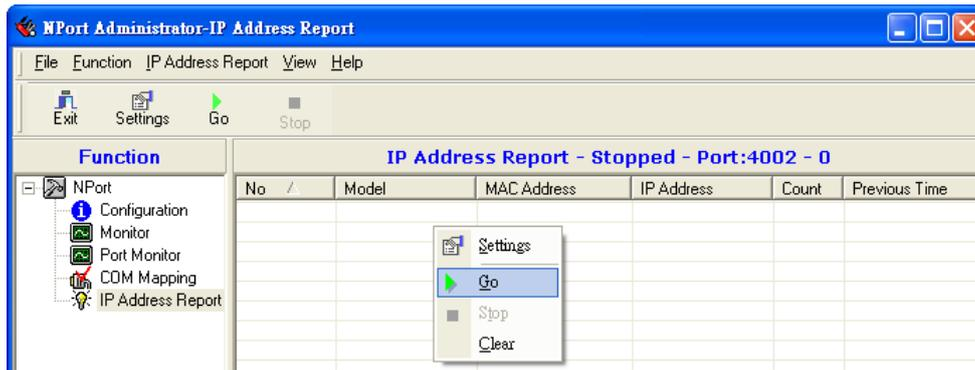 NPort Administrator-IP Address Report
File Function IP Address Report View Help
Exit Settings Go Stop
Function
IP Address Report - Stopped - Port:4002 - 0
NPort
Configuration
Monitor
Port Monitor
COM Mapping
IP Address Report
No Model MAC Address IP Address Count Previous Time
Settings
Go
Stop
Clear